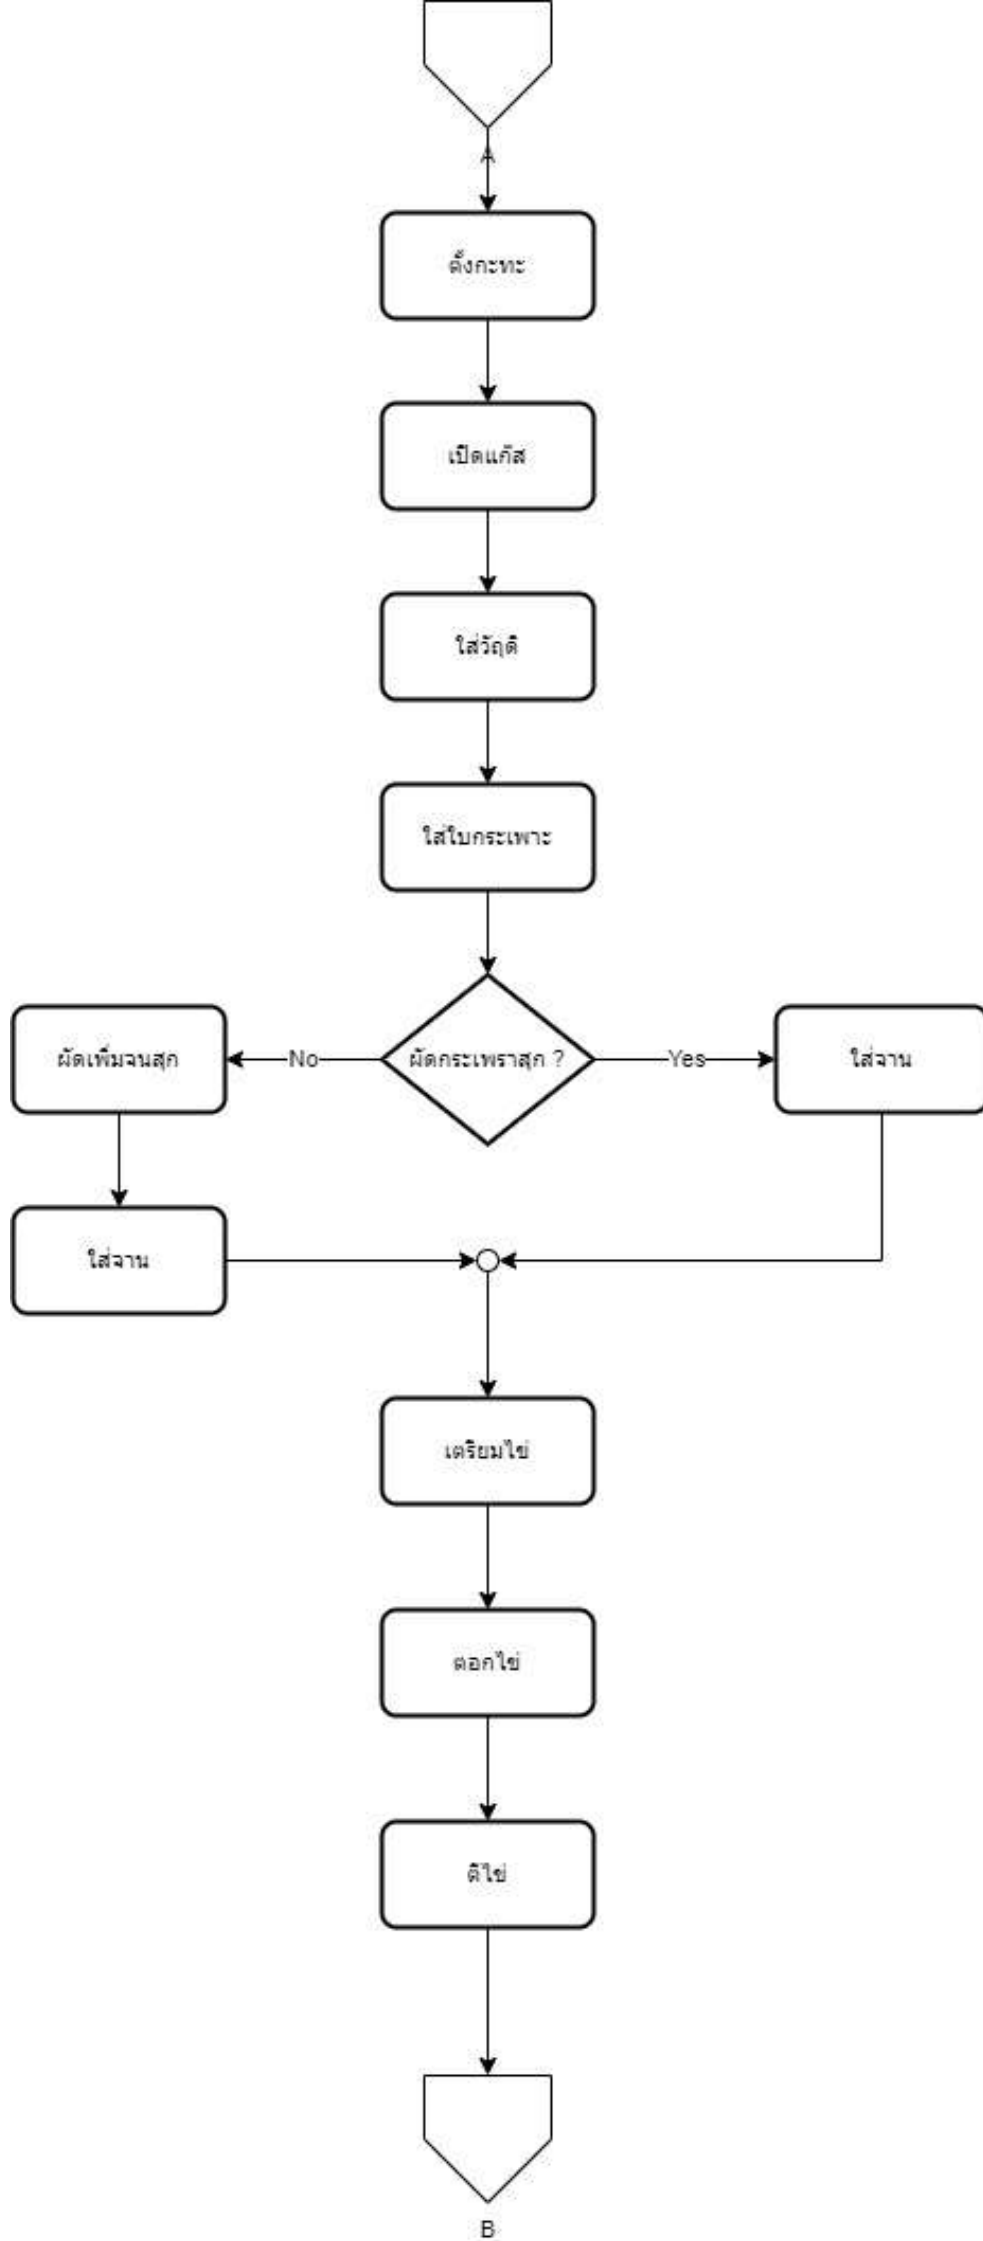 A
ตั้งกะทะ
เปิดแก๊ส
ใส่วัฤดิ
ใส่ใบกระเพาะ
ผัดเพิ่มจนสุก
No
ผัดกระเพราสุก ?
Yes
ใส่จาน
ใส่จาน
เตรียมไข่
ตอกไข่
ตีไข่
B